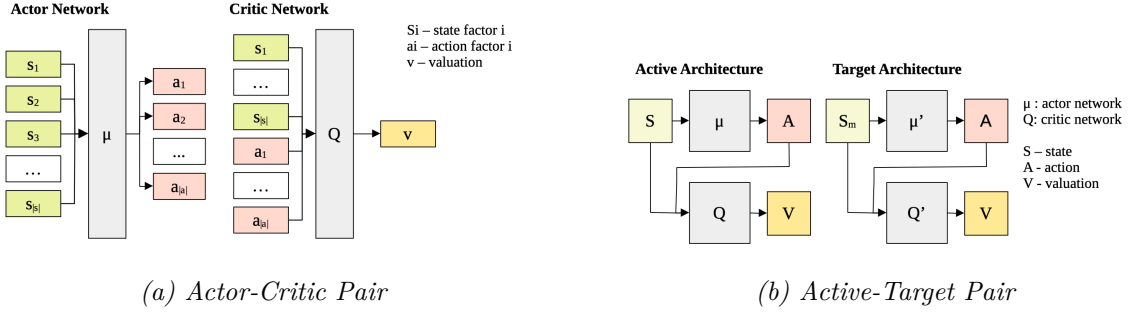 Actor Network
s1
s2
s3
…
s|s|
μ
a1
a2
...
a|a|
Critic Network
s1
…
s|s|
a1
…
a|a|
Q
v
Si – state factor i
ai – action factor i
v – valuation
(a) Actor-Critic Pair
Active Architecture
S
μ
A
Q
V
Target Architecture
Sm
μ’
A
Q’
V
μ : actor network
Q: critic network
S – state
A - action
V - valuation
(b) Active-Target Pair